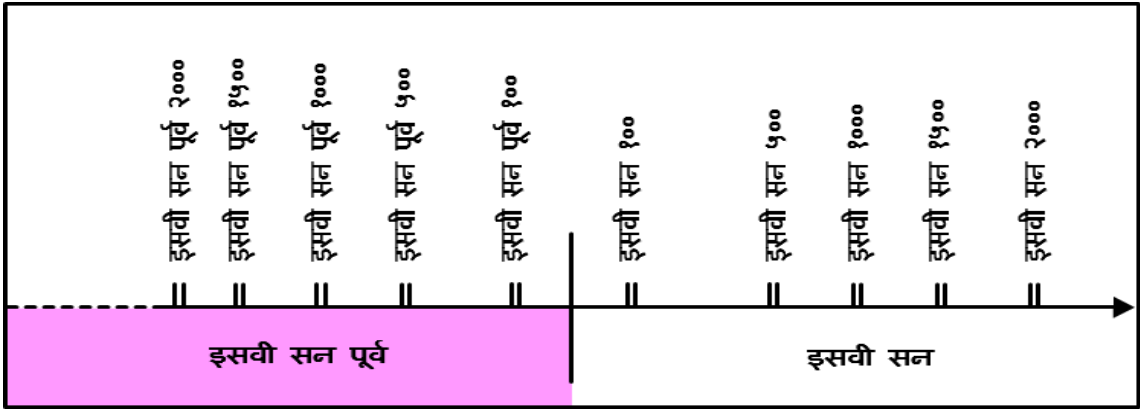 इसवी सन पूर्व २०००
इसवी सन पूर्व १५००
इसवी सन पूर्व १०००
इसवी सन पूर्व ५००
इसवी सन पूर्व १००
इसवी सन १००
इसवी सन ५००
इसवी सन १०००
इसवी सन १५००
इसवी सन २०००
इसवी सन पूर्व
इसवी सन